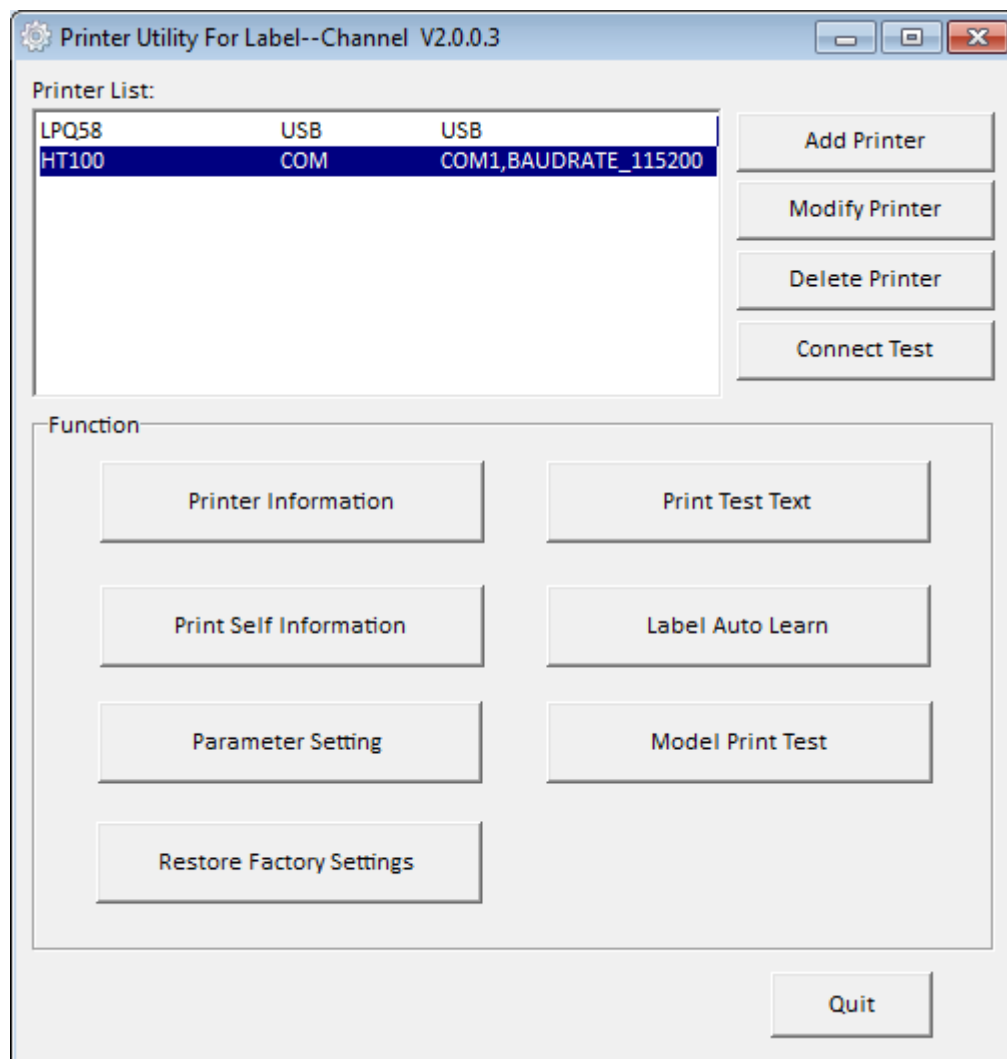 Printer Utility For Label--Channel  V2.0.0.3
Printer List:
LPQ58 USB USB
HT100 COM COM1,BAUDRATE_115200
Add Printer
Modify Printer
Delete Printer
Connect Test
Function
Printer Information
Print Test Text
Print Self Information
Label Auto Learn
Parameter Setting
Model Print Test
Restore Factory Settings
Quit